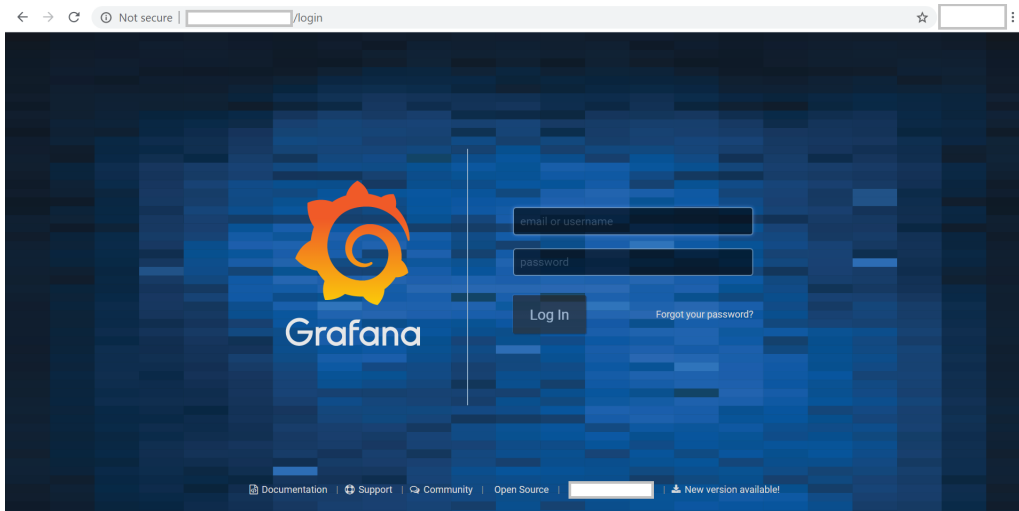 Not secure | /login
email or username
password
Log In
Forgot your password?
Grafana
Documentation | Support | Community | Open Source | | New version available!